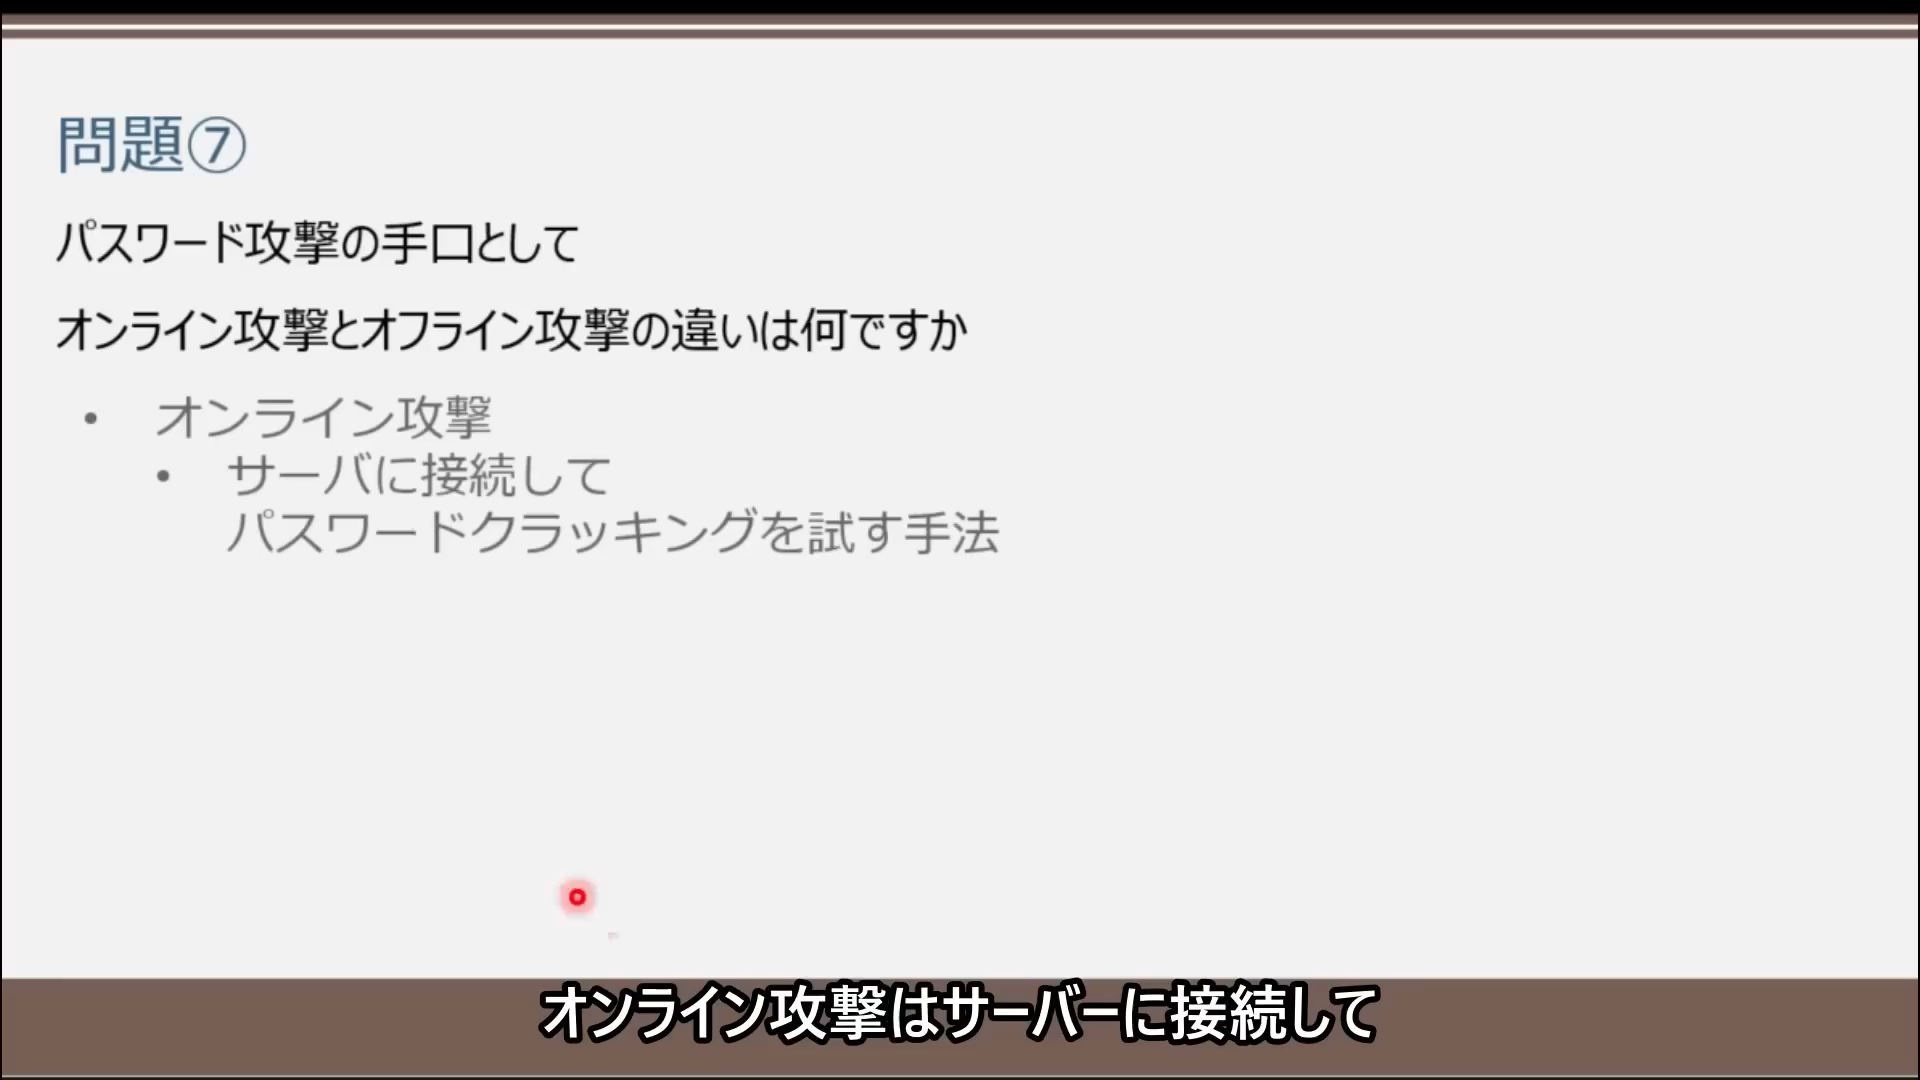 問題⑦
パスワード攻撃の手口として
オンライン攻撃とオフライン攻撃の違いは何ですか
• オンライン攻撃
• サーバに接続して
パスワードクラッキングを試す手法
オンライン攻撃はサーバーに接続して